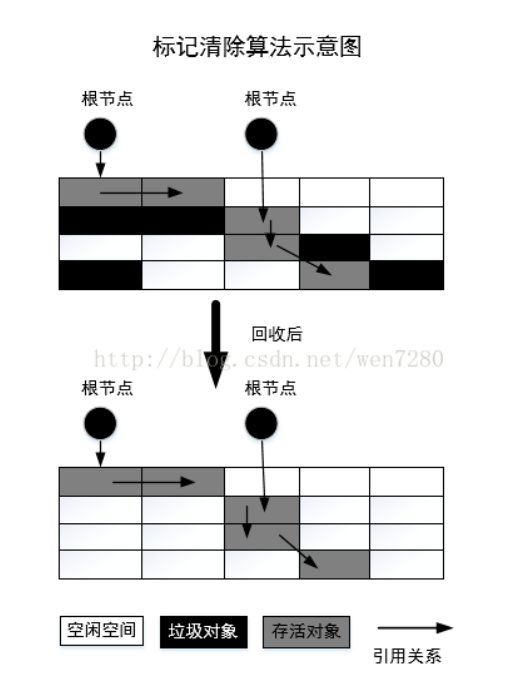 标记清除算法示意图
根节点 根节点
回收后
http://blog.csdn.net/wen7280
根节点 根节点
空闲空间 垃圾对象 存活对象
引用关系